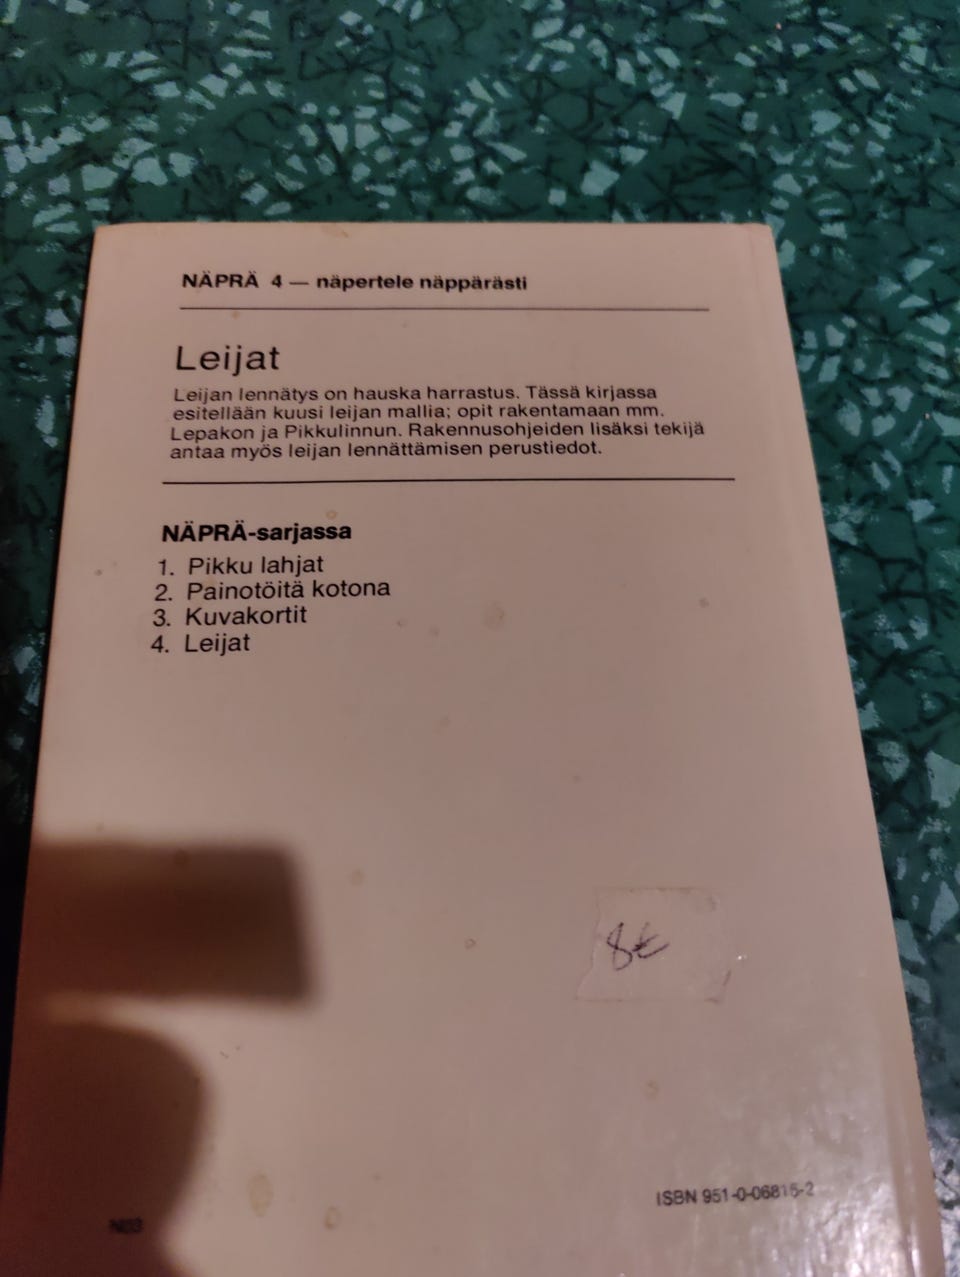 NÄPRÄ 4 — näpertele näppärästi
Leijat
Leijan lennätys on hauska harrastus. Tässä kirjassa
esitellään kuusi leijan mallia; opit rakentamaan mm.
Lepakon ja Pikkulinnun. Rakennusohjeiden lisäksi tekijä
antaa myös leijan lennättämisen perustiedot.
NÄPRÄ-sarjassa
1. Pikku lahjat
2. Painotöitä kotona
3. Kuvakortit
4. Leijat
8€
ISBN 951-0-06815-2